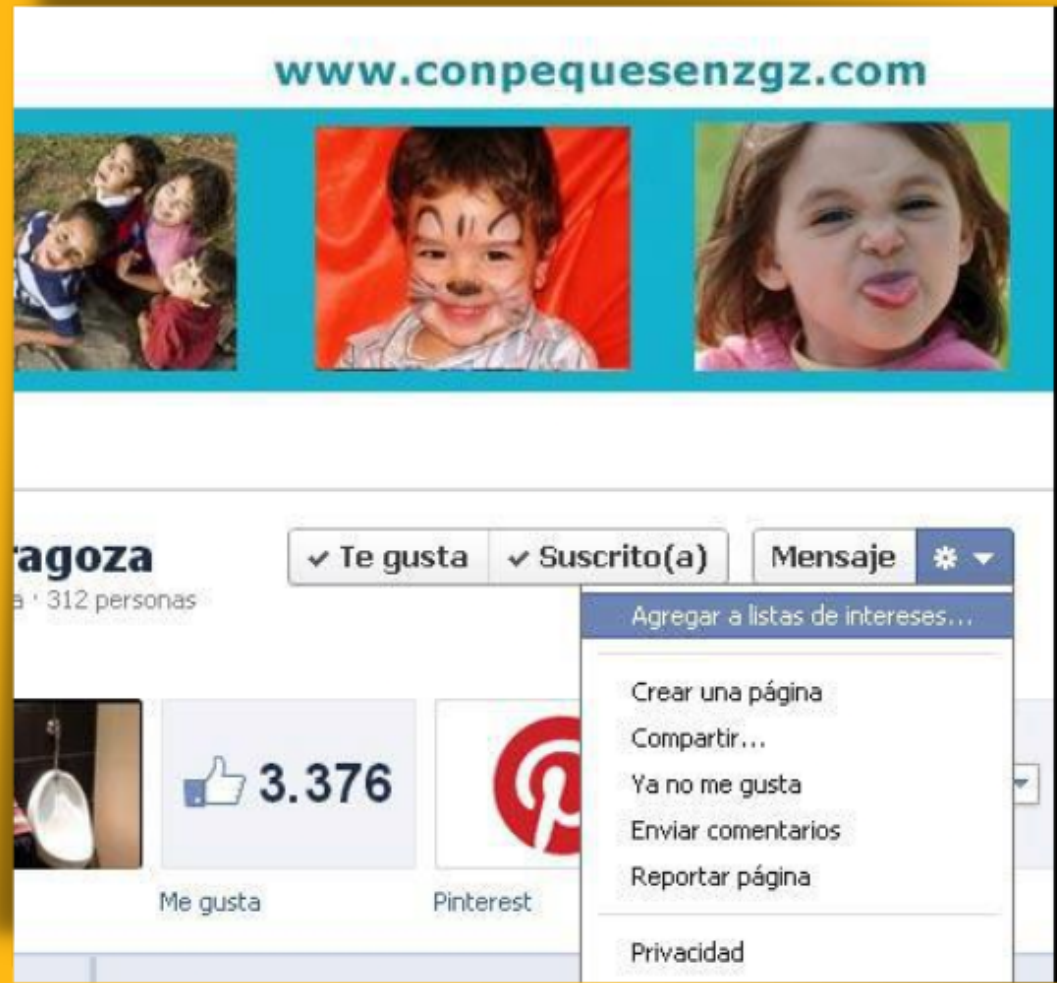 www.conpequesenzgz.com
ragoza
Te gusta
Suscrito(a)
Mensaje
a · 312 personas
Agregar a listas de intereses...
Crear una página
Compartir...
Ya no me gusta
Enviar comentarios
Reportar página
Privacidad
3.376
Me gusta
Pinterest